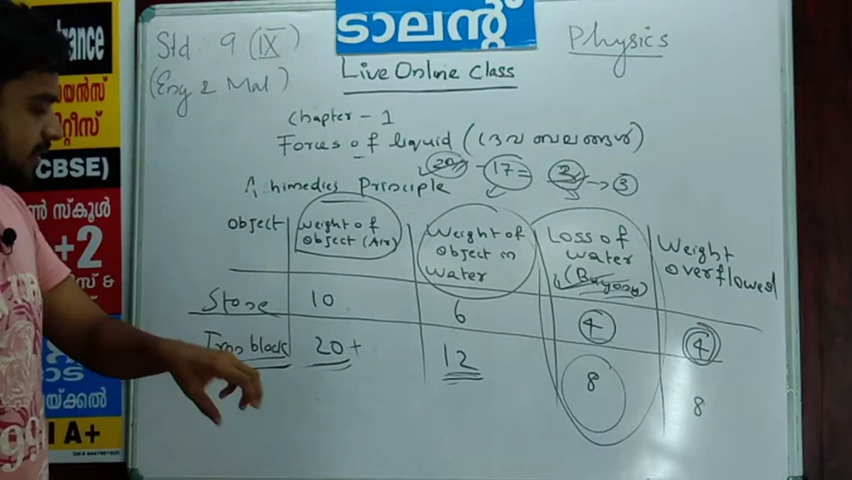 ടാലന്റ്
Std 9 (IX)
Physics
(Eng & Mal)
Live Online Class
Chapter - 1
Forces of liquid (ദ്രവ ബലങ്ങൾ)
20 - 17 = 3 → 3
Principle
object
weight of object (Air)
Weight of object in water
Loss of water (Buoyancy)
Weight overflowed
Stone 10 6 4 4
Iron block 20 + 12 8 8
CBSE)
+2
I A+